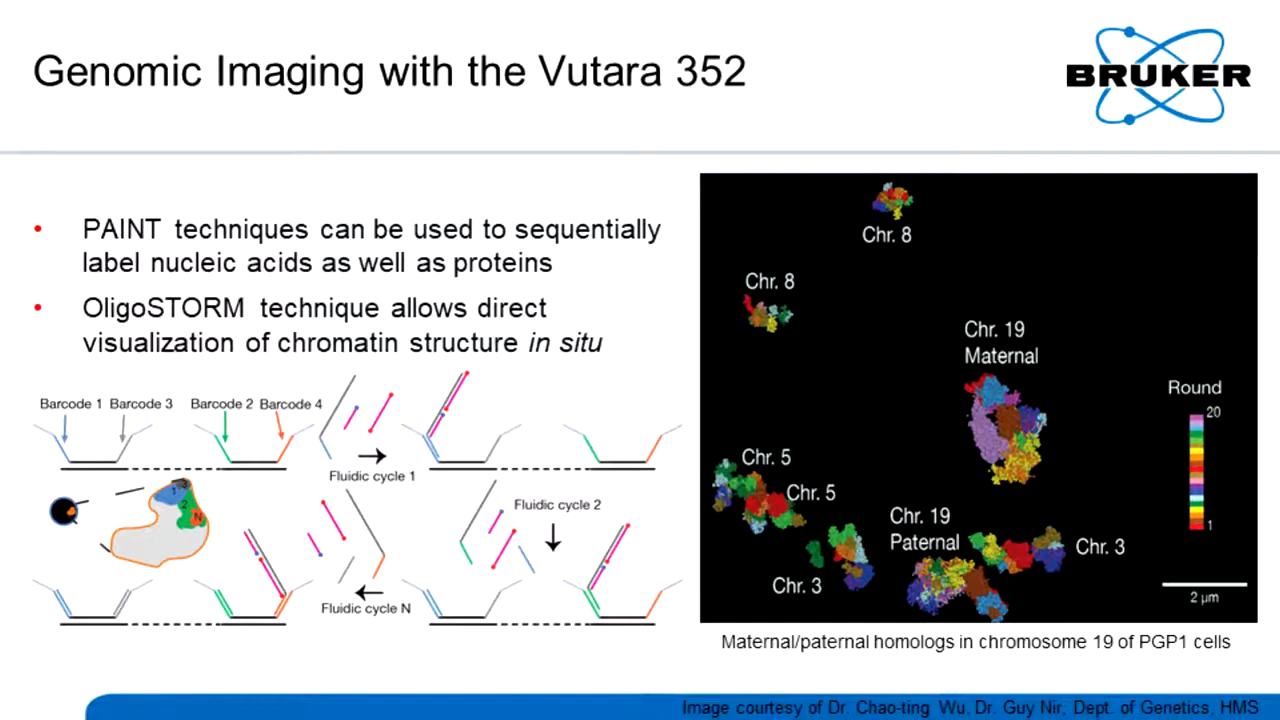 Genomic Imaging with the Vutara 352
BRUKER
• PAINT techniques can be used to sequentially
label nucleic acids as well as proteins
• OligoSTORM technique allows direct
visualization of chromatin structure in situ
Barcode 1 Barcode 3 Barcode 2 Barcode 4
Fluidic cycle 1
1
2
3
N
Fluidic cycle 2
Fluidic cycle N
Chr. 8
Chr. 8
Chr. 19
Maternal
Round
20
1
Chr. 5
Chr. 5
Chr. 19
Paternal
Chr. 3
Chr. 3
2 μm
Maternal/paternal homologs in chromosome 19 of PGP1 cells
Image courtesy of Dr. Chao-ting Wu, Dr. Guy Nir, Dept. of Genetics, HMS